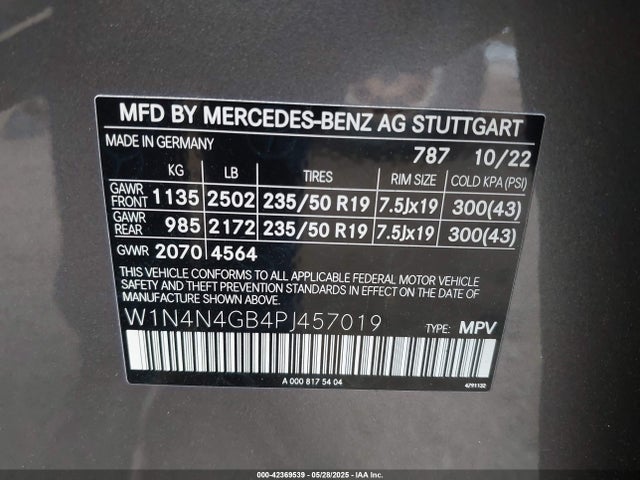 MFD BY MERCEDES-BENZ AG STUTTGART
MADE IN GERMANY 787 10/22
KG LB TIRES RIM SIZE COLD KPA (PSI)
GAWR FRONT 1135 2502 235/50 R19 7.5Jx19 300(43)
GAWR REAR 985 2172 235/50 R19 7.5Jx19 300(43)
GVWR 2070 4564
THIS VEHICLE CONFORMS TO ALL APPLICABLE FEDERAL MOTOR VEHICLE
SAFETY AND THEFT PREVENTION STANDARDS IN EFFECT ON THE DATE
OF MANUFACTURE SHOWN ABOVE.
W1N4N4GB4PJ457019 TYPE: MPV
A 000 817 54 04 4791132
000-42369539 - 05/28/2025 - IAA Inc.